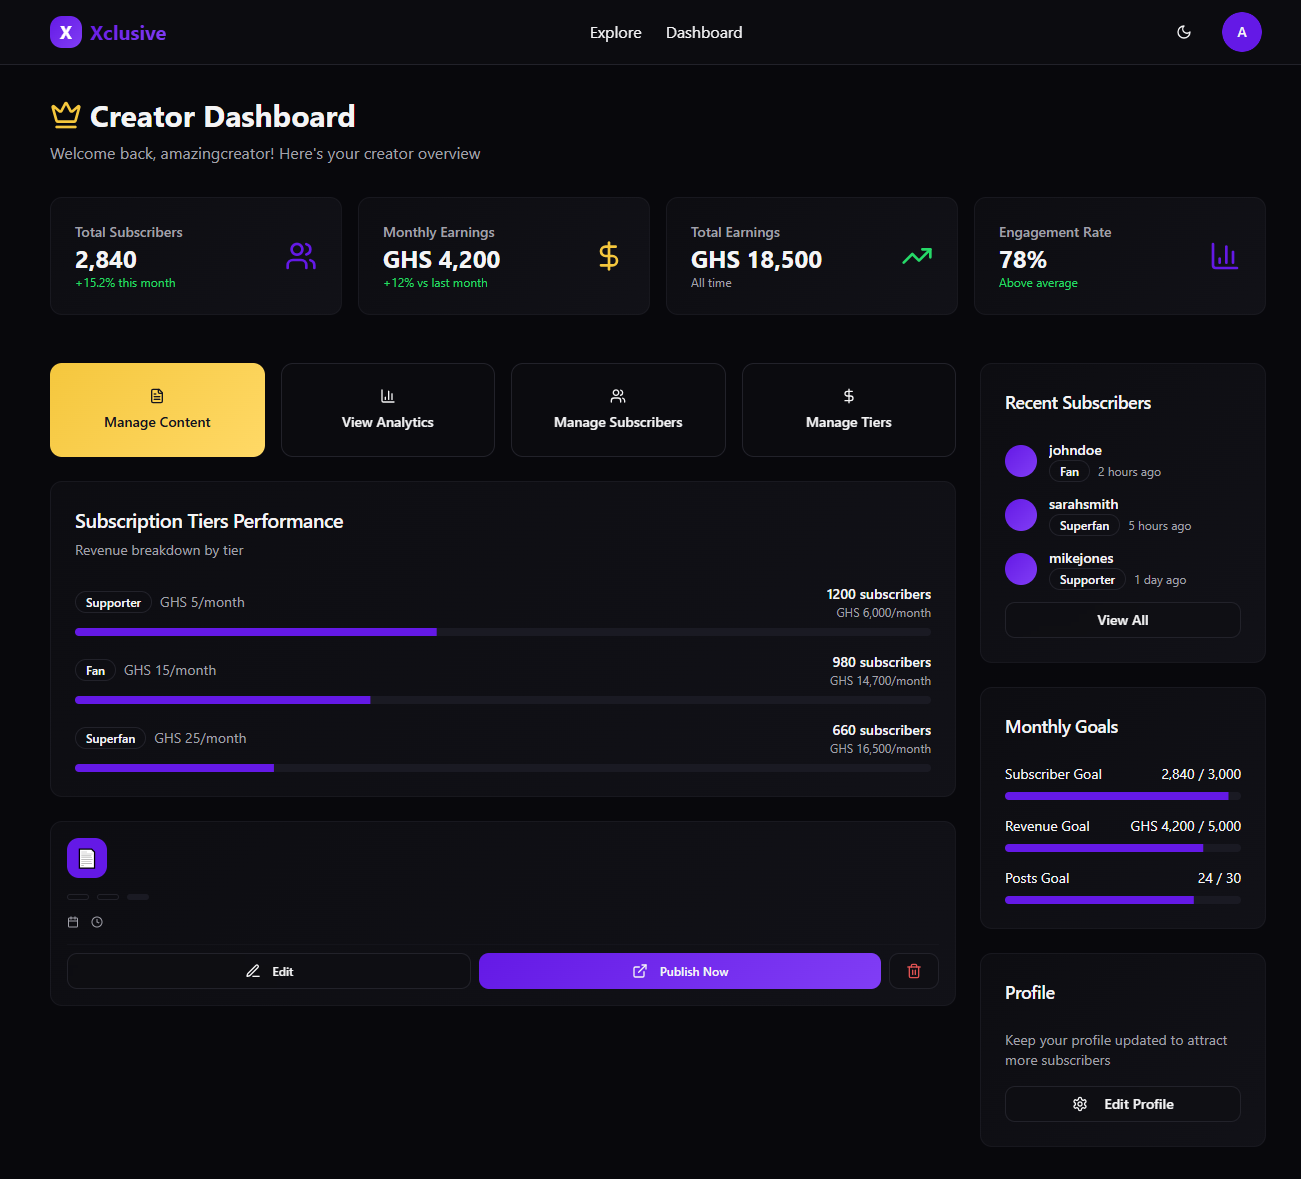 X Xclusive
Explore Dashboard
A
Creator Dashboard
Welcome back, amazingcreator! Here's your creator overview
Total Subscribers
2,840
+15.2% this month
Monthly Earnings
GHS 4,200
+12% vs last month
Total Earnings
GHS 18,500
All time
Engagement Rate
78%
Above average
Manage Content
View Analytics
Manage Subscribers
Manage Tiers
Subscription Tiers Performance
Revenue breakdown by tier
Supporter GHS 5/month
1200 subscribers
GHS 6,000/month
Fan GHS 15/month
980 subscribers
GHS 14,700/month
Superfan GHS 25/month
660 subscribers
GHS 16,500/month
Edit
Publish Now
Recent Subscribers
johndoe
Fan 2 hours ago
sarahsmith
Superfan 5 hours ago
mikejones
Supporter 1 day ago
View All
Monthly Goals
Subscriber Goal 2,840 / 3,000
Revenue Goal GHS 4,200 / 5,000
Posts Goal 24 / 30
Profile
Keep your profile updated to attract
more subscribers
Edit Profile